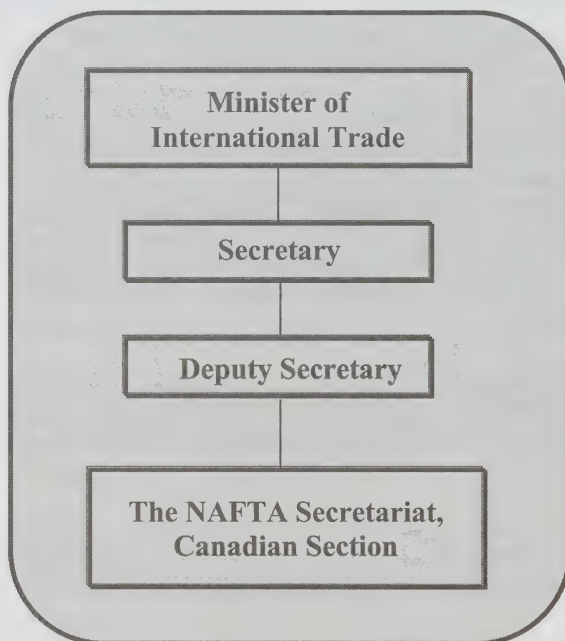 Minister of
International Trade
Secretary
Deputy Secretary
The NAFTA Secretariat,
Canadian Section